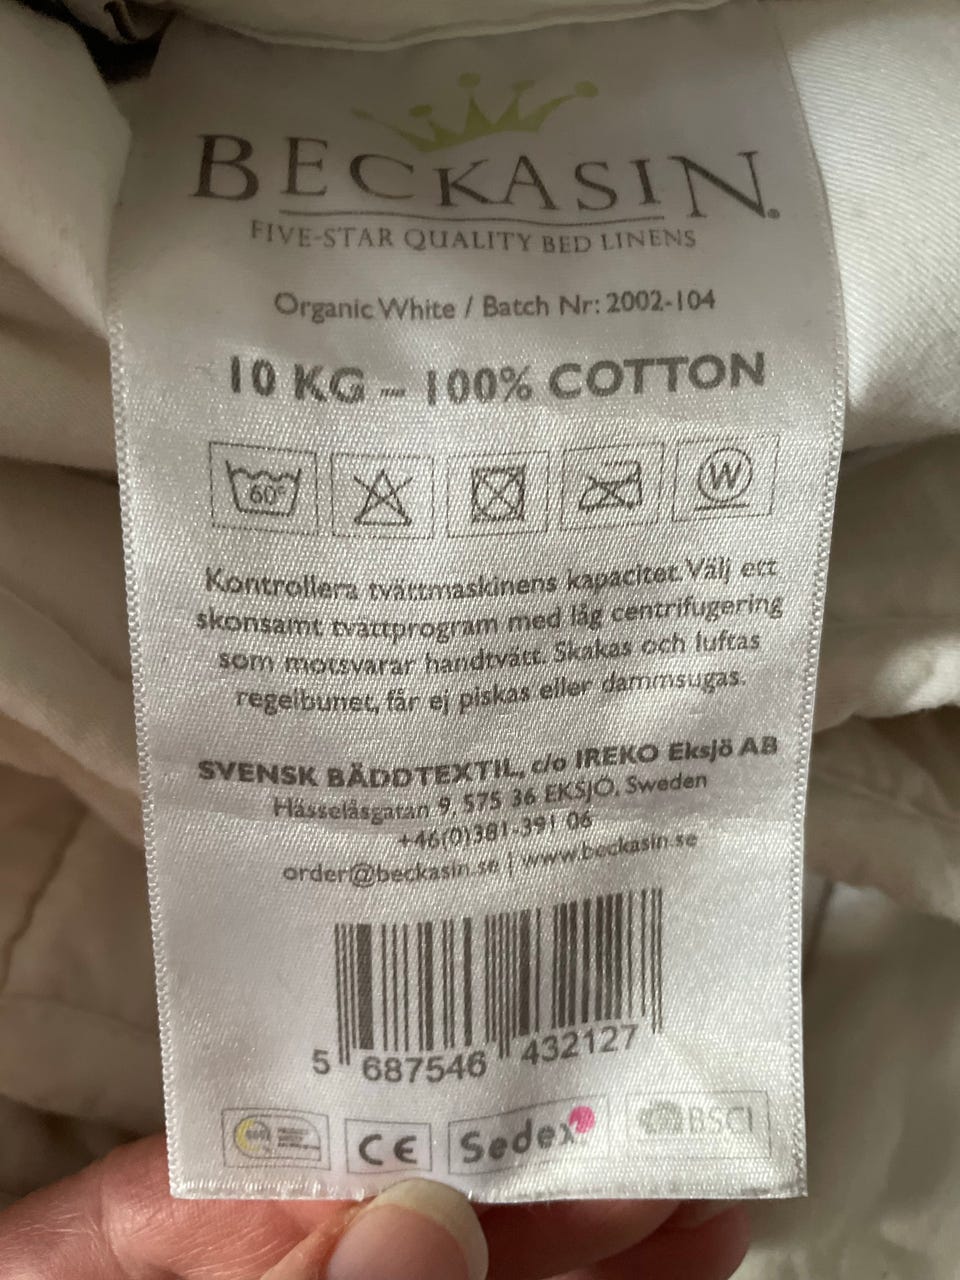 BECKASIN®
FIVE-STAR QUALITY BED LINENS
Organic White / Batch Nr: 2002-104
10 KG - 100% COTTON
60° W
Kontrollera tvättmaskinens kapacitet. Välj ett
skonsamt tvättprogram med låg centrifugering
som motsvarar handtvätt. Skakas och luftas
regelbunet, får ej piskas eller dammsugas.
SVENSK BÄDDTEXTIL, c/o IREKO Eksjö AB
Hässelåsgatan 9, 575 36 EKSJÖ, Sweden
+46(0)381-391 06
order@beckasin.se | www.beckasin.se
5 687546 432127
CE Sedex BSCI